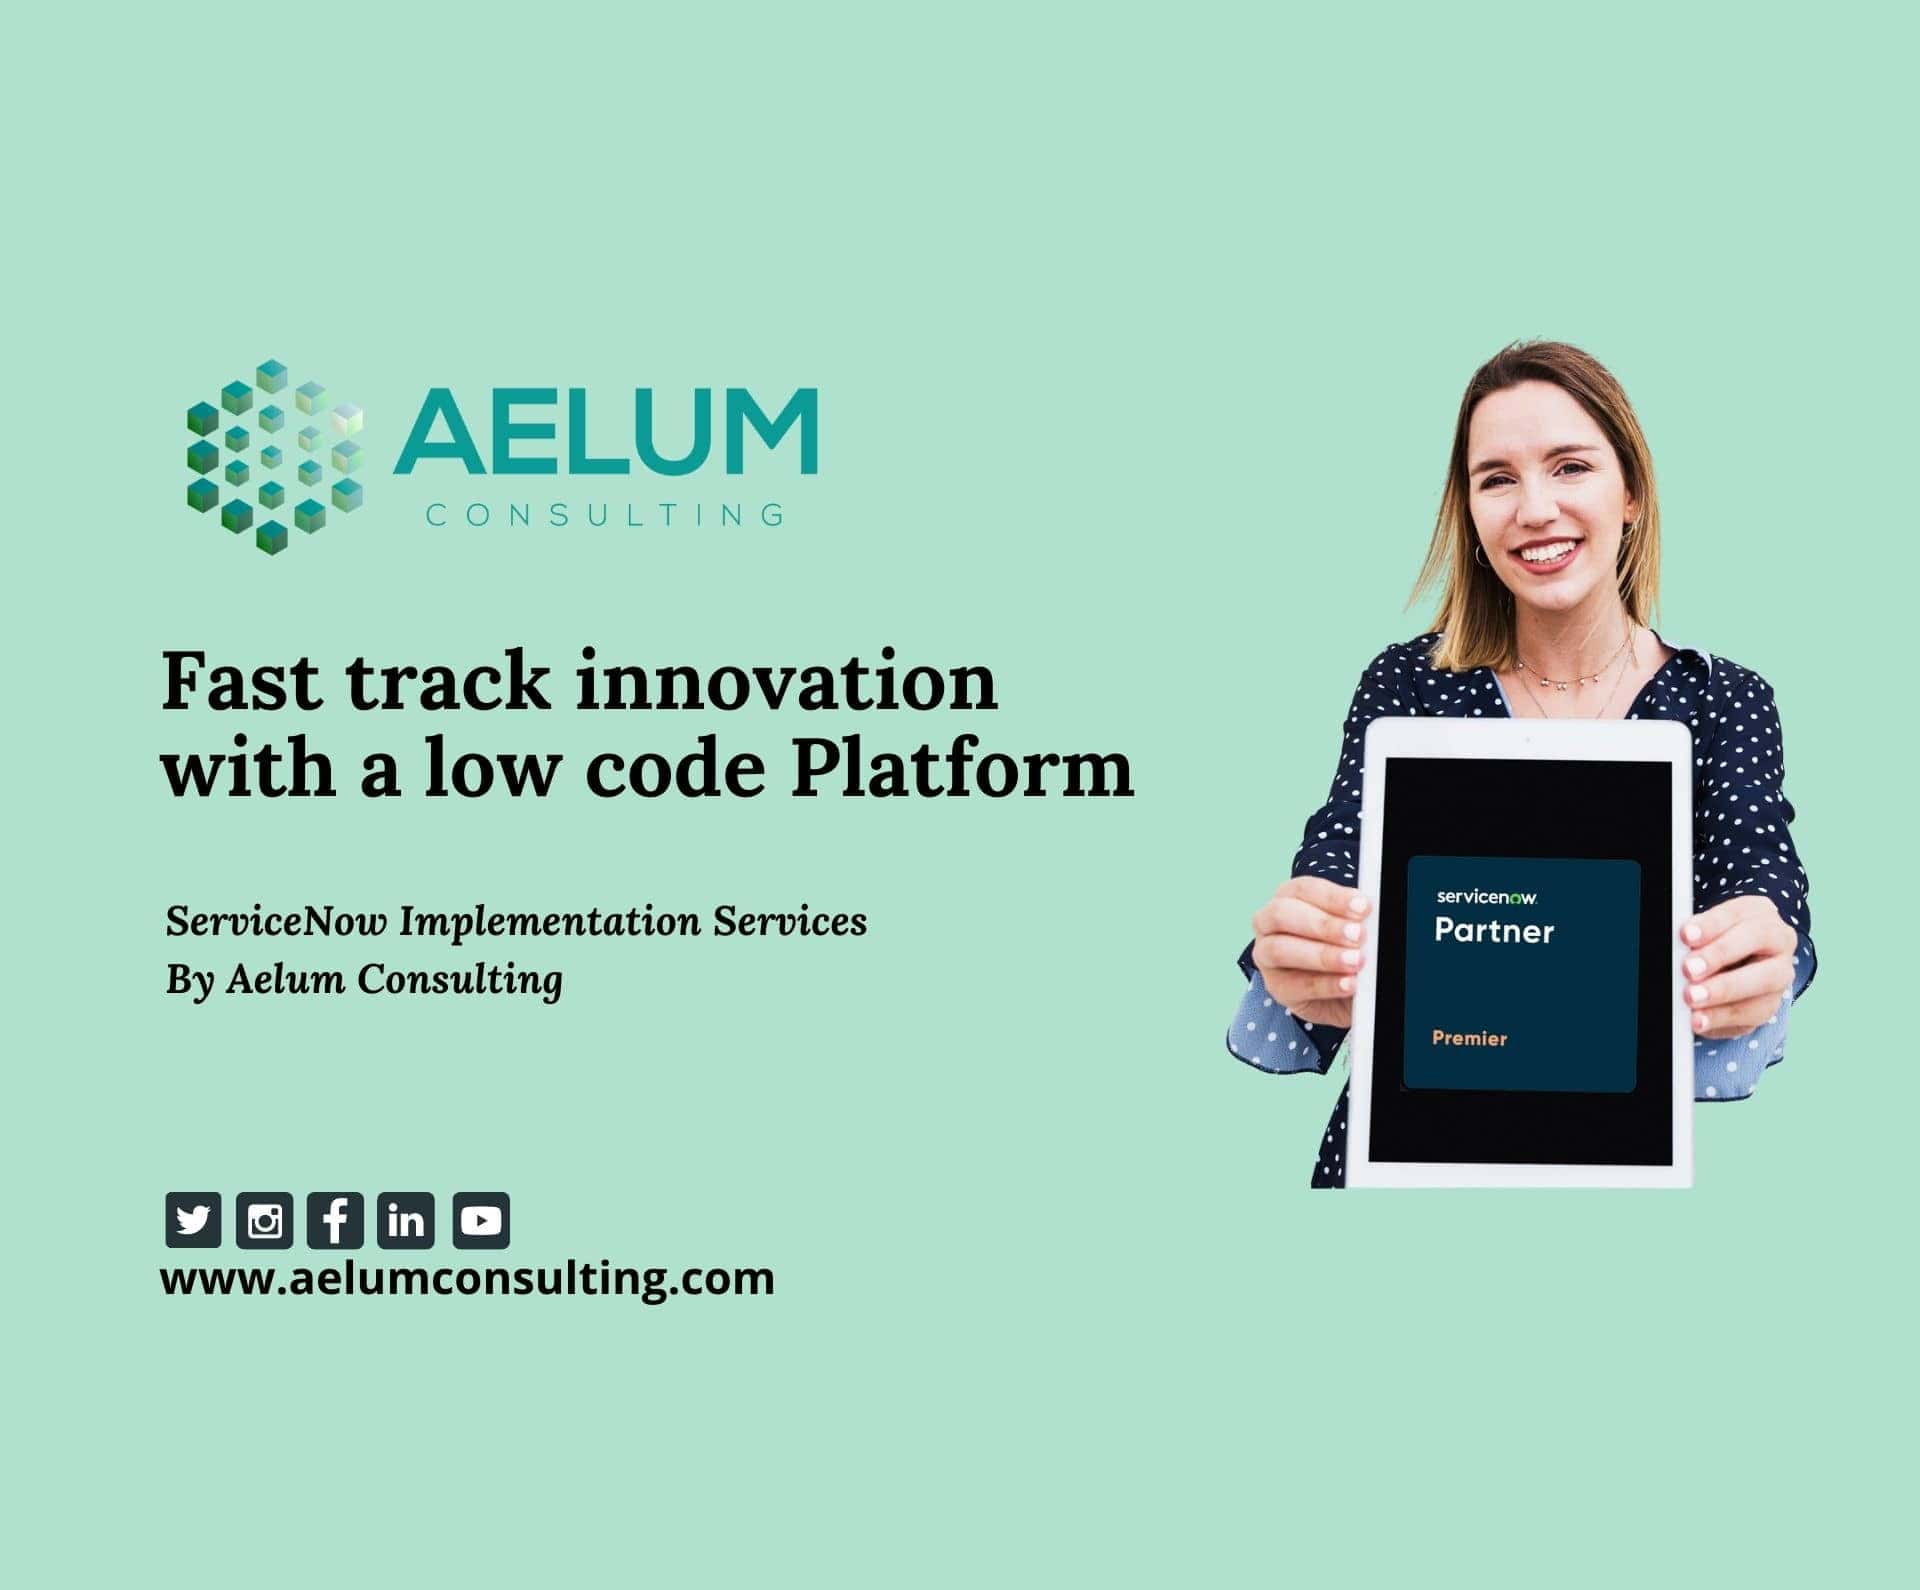 AELUM
CONSULTING
Fast track innovation
with a low code Platform
ServiceNow Implementation Services
By Aelum Consulting
www.aelumconsulting.com
servicenow.
Partner
Premier